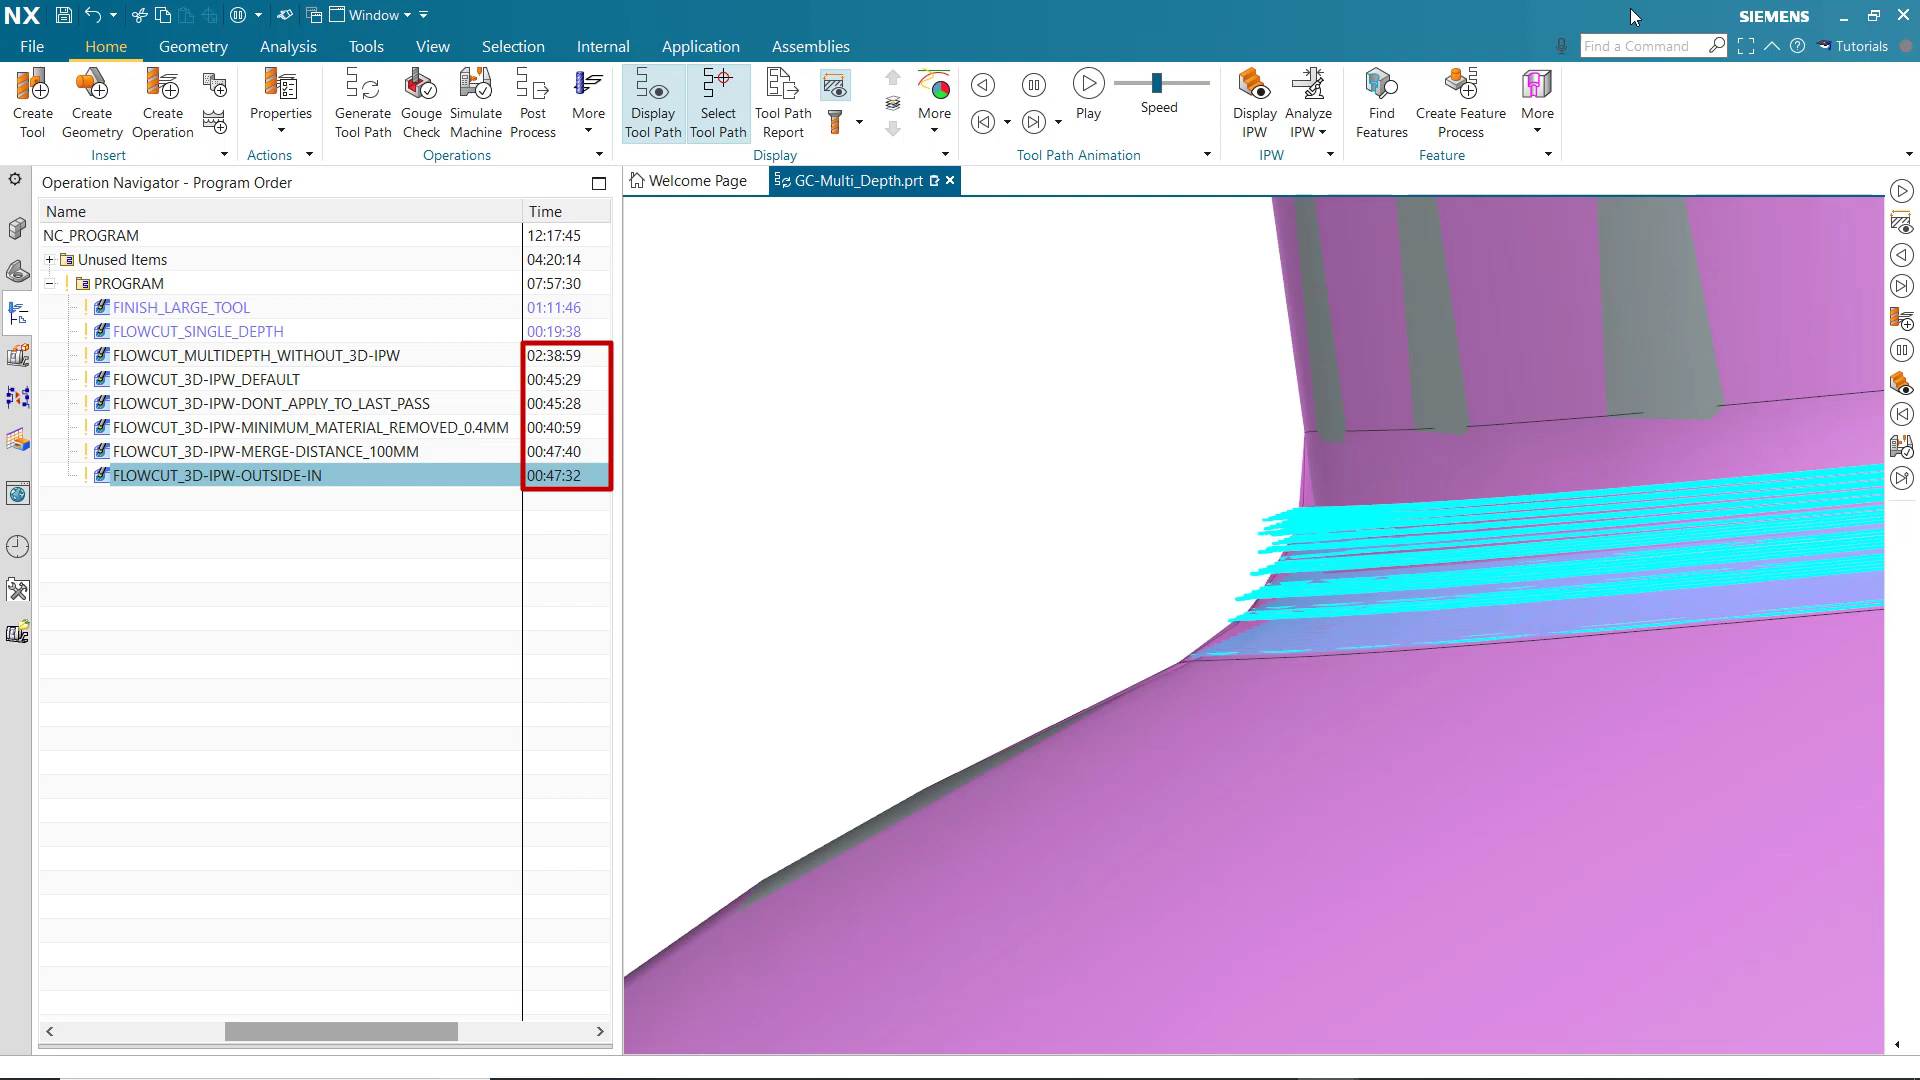 NX Window SIEMENS
File Home Geometry Analysis Tools View Selection Internal Application Assemblies Find a Command Tutorials
Create Tool
Create Geometry
Create Operation
Properties
Generate Tool Path
Gouge Check
Simulate Machine
Post Process
More
Display Tool Path
Select Tool Path
Tool Path Report
More
Play
Speed
Display IPW
Analyze IPW
Find Features
Create Feature Process
More
Insert Actions Operations Display Tool Path Animation IPW Feature
Operation Navigator - Program Order
Welcome Page GC-Multi_Depth.prt
Name Time
NC_PROGRAM 12:17:45
Unused Items 04:20:14
PROGRAM 07:57:30
FINISH_LARGE_TOOL 01:11:46
FLOWCUT_SINGLE_DEPTH 00:19:38
FLOWCUT_MULTIDEPTH_WITHOUT_3D-IPW 02:38:59
FLOWCUT_3D-IPW_DEFAULT 00:45:29
FLOWCUT_3D-IPW-DONT_APPLY_TO_LAST_PASS 00:45:28
FLOWCUT_3D-IPW-MINIMUM_MATERIAL_REMOVED_0.4MM 00:40:59
FLOWCUT_3D-IPW-MERGE-DISTANCE_100MM 00:47:40
FLOWCUT_3D-IPW-OUTSIDE-IN 00:47:32